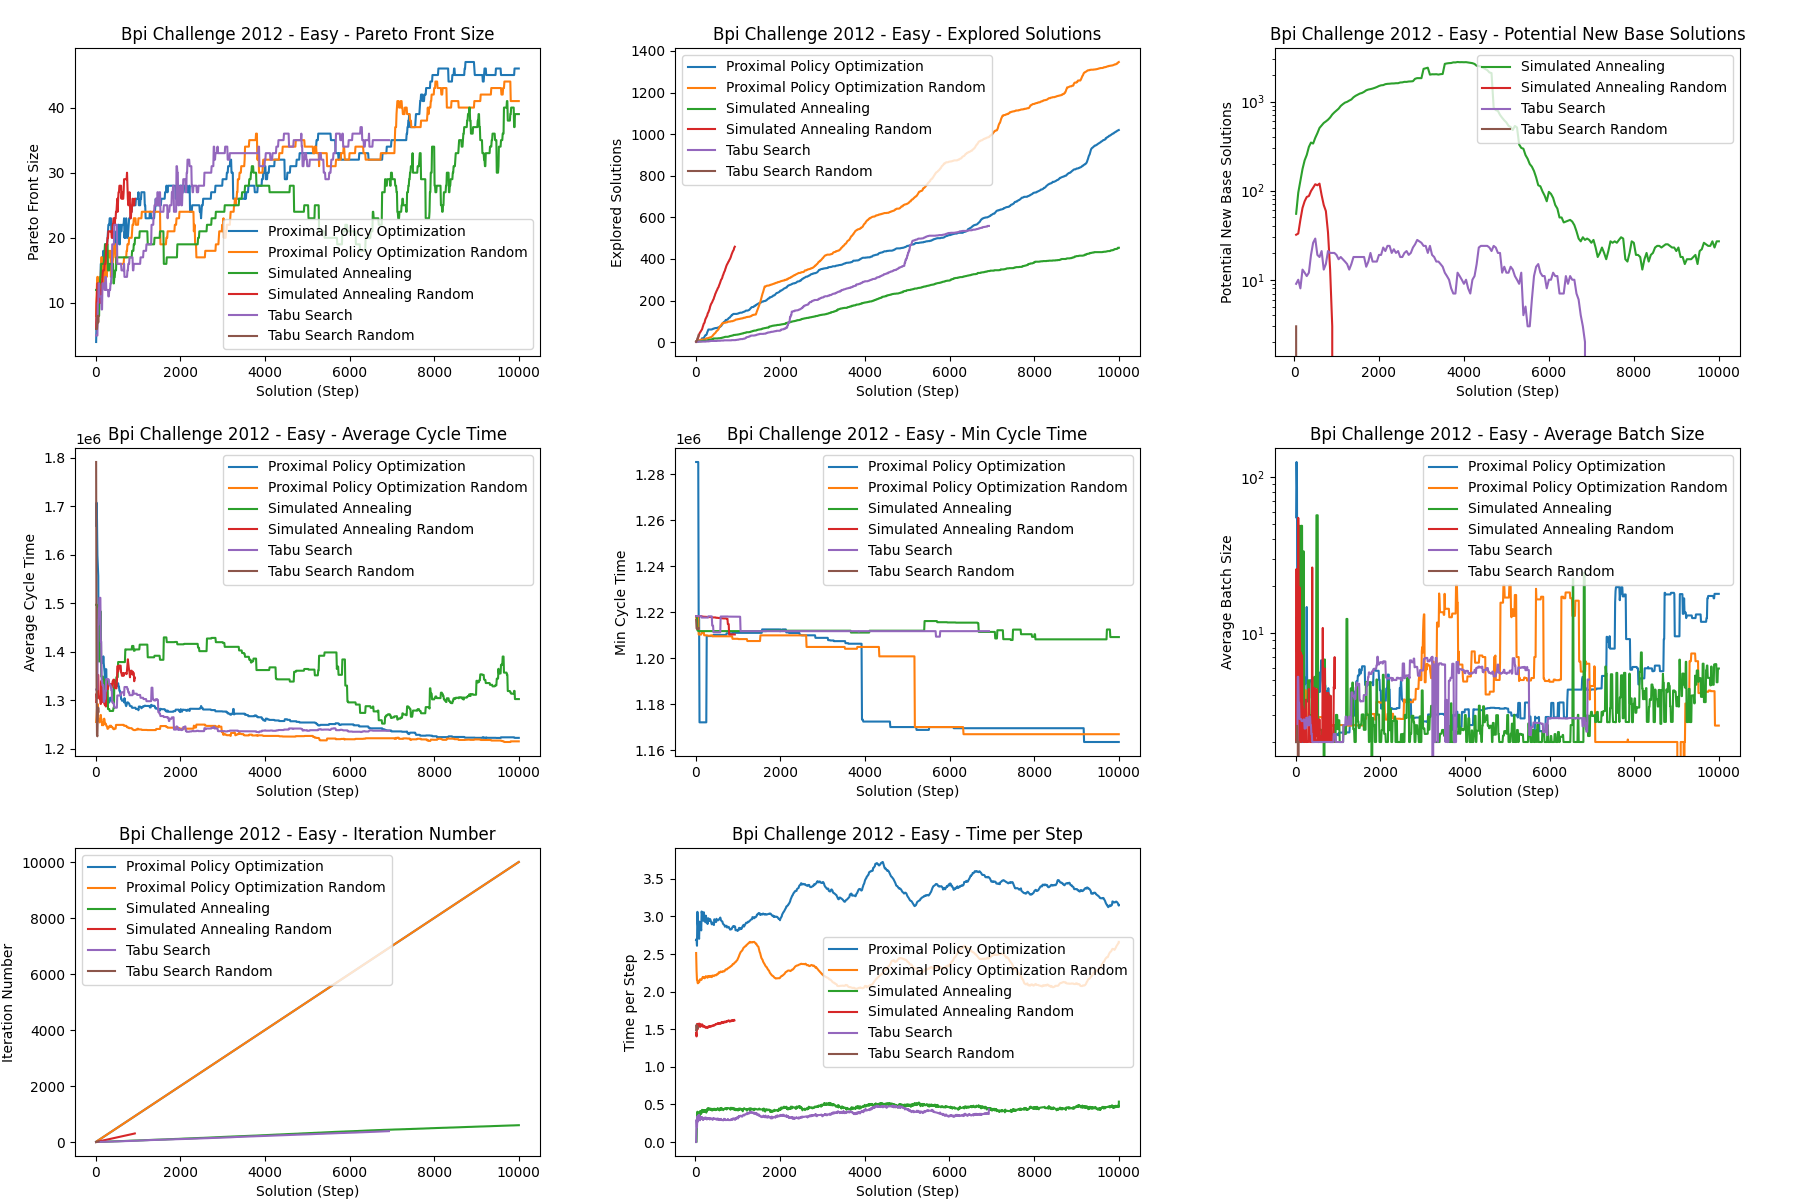 Bpi Challenge 2012 - Easy - Pareto Front Size
Pareto Front Size
40
30
20
10
0 2000 4000 6000 8000 10000
Solution (Step)
Proximal Policy Optimization
Proximal Policy Optimization Random
Simulated Annealing
Simulated Annealing Random
Tabu Search
Tabu Search Random
Bpi Challenge 2012 - Easy - Explored Solutions
Explored Solutions
1400
1200
1000
800
600
400
200
0
0 2000 4000 6000 8000 10000
Solution (Step)
Proximal Policy Optimization
Proximal Policy Optimization Random
Simulated Annealing
Simulated Annealing Random
Tabu Search
Tabu Search Random
Bpi Challenge 2012 - Easy - Potential New Base Solutions
Potential New Base Solutions
10³
10²
10¹
0 2000 4000 6000 8000 10000
Solution (Step)
Simulated Annealing
Simulated Annealing Random
Tabu Search
Tabu Search Random
Bpi Challenge 2012 - Easy - Average Cycle Time
1e6
Average Cycle Time
1.8
1.7
1.6
1.5
1.4
1.3
1.2
0 2000 4000 6000 8000 10000
Solution (Step)
Proximal Policy Optimization
Proximal Policy Optimization Random
Simulated Annealing
Simulated Annealing Random
Tabu Search
Tabu Search Random
Bpi Challenge 2012 - Easy - Min Cycle Time
1e6
Min Cycle Time
1.28
1.26
1.24
1.22
1.20
1.18
1.16
0 2000 4000 6000 8000 10000
Solution (Step)
Proximal Policy Optimization
Proximal Policy Optimization Random
Simulated Annealing
Simulated Annealing Random
Tabu Search
Tabu Search Random
Bpi Challenge 2012 - Easy - Average Batch Size
Average Batch Size
10²
10¹
0 2000 4000 6000 8000 10000
Solution (Step)
Proximal Policy Optimization
Proximal Policy Optimization Random
Simulated Annealing
Simulated Annealing Random
Tabu Search
Tabu Search Random
Bpi Challenge 2012 - Easy - Iteration Number
Iteration Number
10000
8000
6000
4000
2000
0
0 2000 4000 6000 8000 10000
Solution (Step)
Proximal Policy Optimization
Proximal Policy Optimization Random
Simulated Annealing
Simulated Annealing Random
Tabu Search
Tabu Search Random
Bpi Challenge 2012 - Easy - Time per Step
Time per Step
3.5
3.0
2.5
2.0
1.5
1.0
0.5
0.0
0 2000 4000 6000 8000 10000
Solution (Step)
Proximal Policy Optimization
Proximal Policy Optimization Random
Simulated Annealing
Simulated Annealing Random
Tabu Search
Tabu Search Random